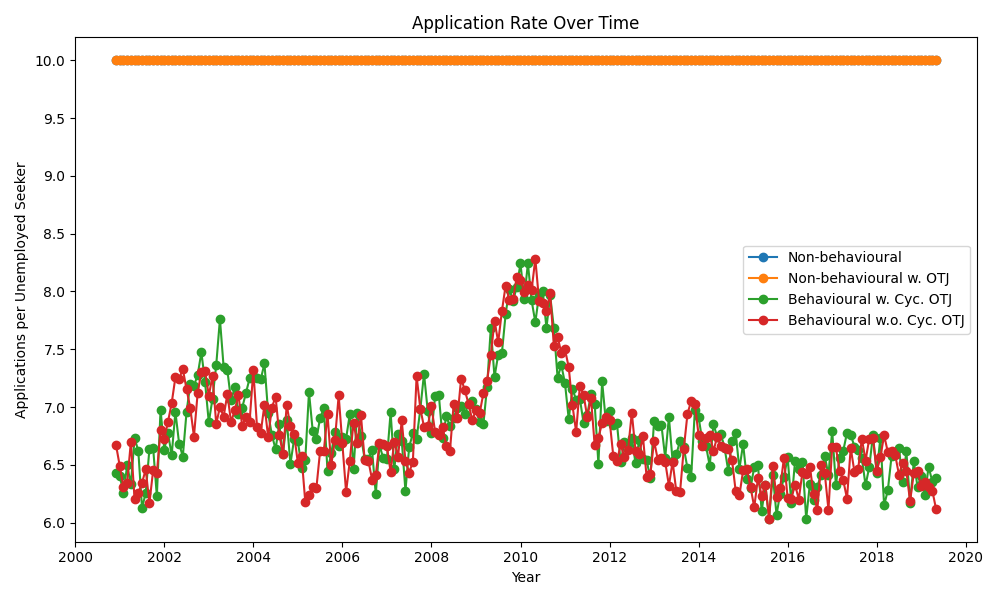 Application Rate Over Time
Applications per Unemployed Seeker
10.0
9.5
9.0
8.5
8.0
7.5
7.0
6.5
6.0
Non-behavioural
Non-behavioural w. OTJ
Behavioural w. Cyc. OTJ
Behavioural w.o. Cyc. OTJ
2000
2002
2004
2006
2008
2010
2012
2014
2016
2018
2020
Year